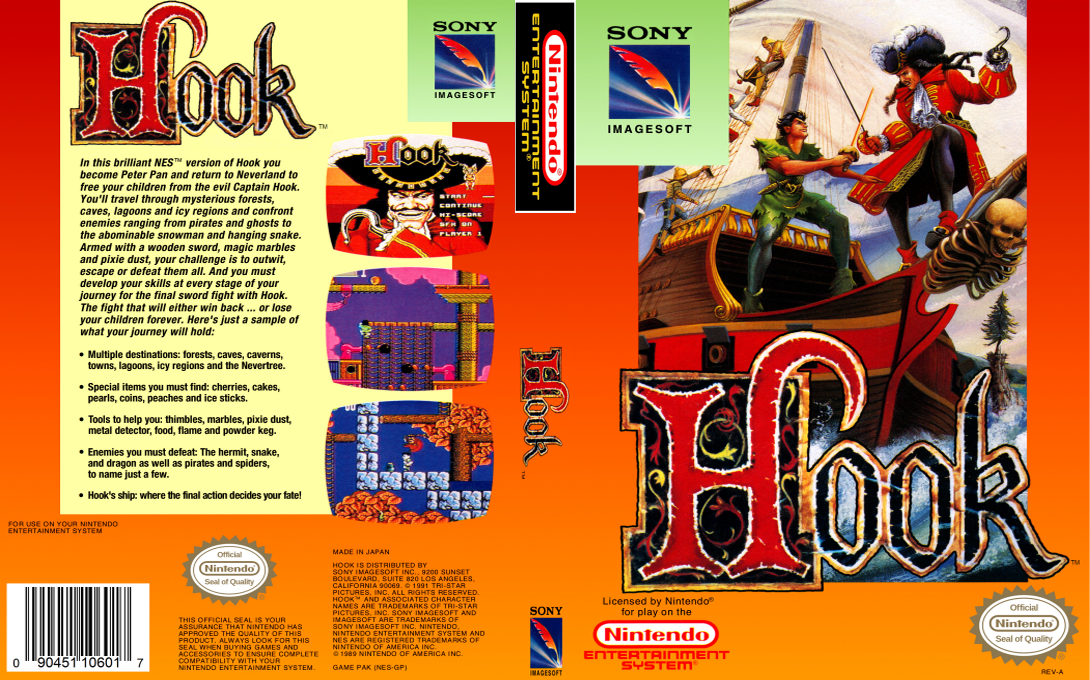 Hook
TM
In this brilliant NES™ version of Hook you
become Peter Pan and return to Neverland to
free your children from the evil Captain Hook.
You'll travel through mysterious forests,
caves, lagoons and icy regions and confront
enemies ranging from pirates and ghosts to
the abominable snowman and hanging snake.
Armed with a wooden sword, magic marbles
and pixie dust, your challenge is to outwit,
escape or defeat them all. And you must
develop your skills at every stage of your
journey for the final sword fight with Hook.
The fight that will either win back ... or lose
your children forever. Here's just a sample of
what your journey will hold:
• Multiple destinations: forests, caves, caverns,
towns, lagoons, icy regions and the Nevertree.
• Special items you must find: cherries, cakes,
pearls, coins, peaches and ice sticks.
• Tools to help you: thimbles, marbles, pixie dust,
metal detector, food, flame and powder keg.
• Enemies you must defeat: The hermit, snake,
and dragon as well as pirates and spiders,
to name just a few.
• Hook's ship: where the final action decides your fate!
SONY
IMAGESOFT
Hook
START
CONTINUE
HI-SCORE
SFX ON
PLAYER 1
FOR USE ON YOUR NINTENDO
ENTERTAINMENT SYSTEM
0 90451 10601 7
Official
Nintendo
Seal of Quality
THIS OFFICIAL SEAL IS YOUR
ASSURANCE THAT NINTENDO HAS
APPROVED THE QUALITY OF THIS
PRODUCT. ALWAYS LOOK FOR THIS
SEAL WHEN BUYING GAMES AND
ACCESSORIES TO ENSURE COMPLETE
COMPATIBILITY WITH YOUR
NINTENDO ENTERTAINMENT SYSTEM.
MADE IN JAPAN
HOOK IS DISTRIBUTED BY
SONY IMAGESOFT INC., 9200 SUNSET
BOULEVARD, SUITE 820 LOS ANGELES,
CALIFORNIA 90069. © 1991 TRI-STAR
PICTURES, INC. ALL RIGHTS RESERVED.
HOOK™ AND ASSOCIATED CHARACTER
NAMES ARE TRADEMARKS OF TRI-STAR
PICTURES, INC. SONY IMAGESOFT AND
IMAGESOFT ARE TRADEMARKS OF
SONY IMAGESOFT INC. NINTENDO,
NINTENDO ENTERTAINMENT SYSTEM AND
NES ARE REGISTERED TRADEMARKS OF
NINTENDO OF AMERICA INC.
© 1989 NINTENDO OF AMERICA INC.
GAME PAK (NES-GP)
Nintendo®
ENTERTAINMENT
SYSTEM®
Hook
TM
SONY
IMAGESOFT
SONY
IMAGESOFT
Hook
TM
Licensed by Nintendo®
for play on the
Nintendo
ENTERTAINMENT
SYSTEM®
Official
Nintendo
Seal of Quality
®
REV-A